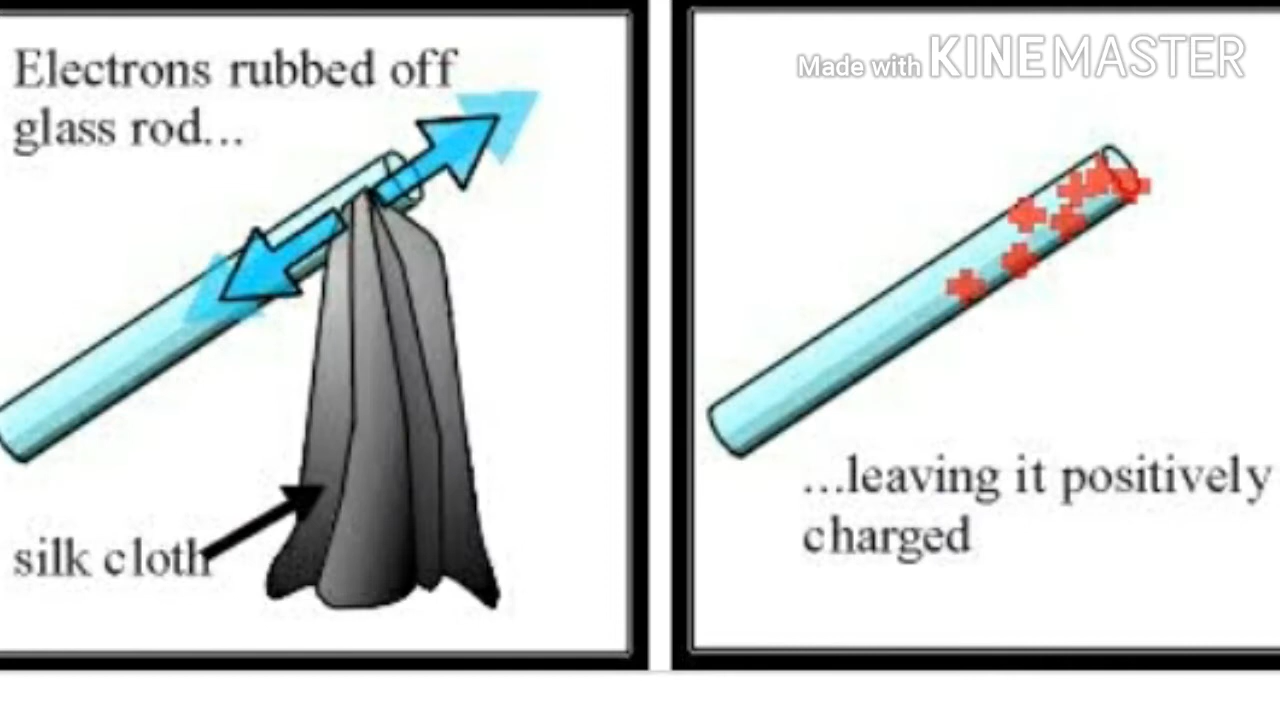 Electrons rubbed off
glass rod...
silk cloth
Made with KINEMASTER
...leaving it positively
charged